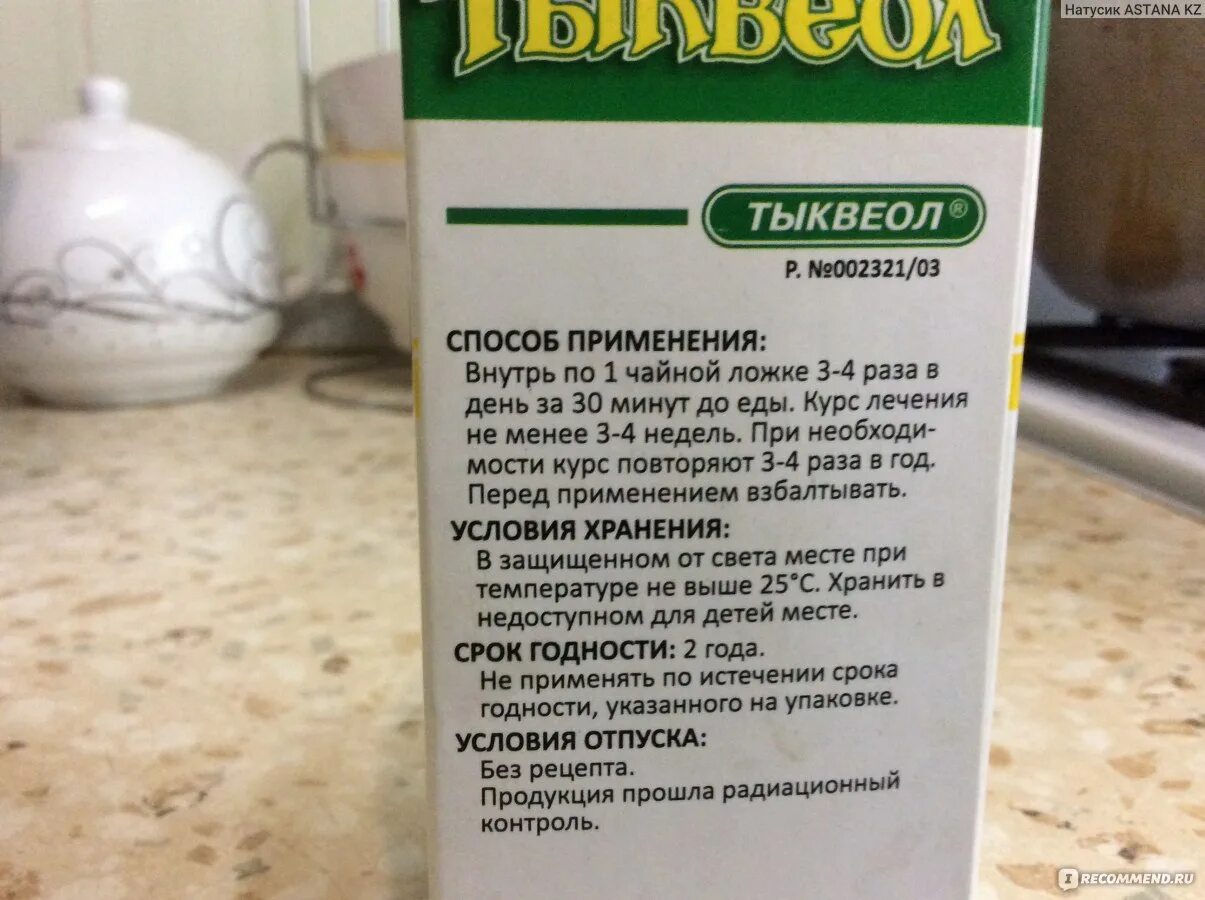 Натусик ASTANA KZ
Тыквеол
ТЫКВЕОЛ®
Р. №002321/03
СПОСОБ ПРИМЕНЕНИЯ:
Внутрь по 1 чайной ложке 3-4 раза в
день за 30 минут до еды. Курс лечения
не менее 3-4 недель. При необходи-
мости курс повторяют 3-4 раза в год.
Перед применением взбалтывать.
УСЛОВИЯ ХРАНЕНИЯ:
В защищенном от света месте при
температуре не выше 25°С. Хранить в
недоступном для детей месте.
СРОК ГОДНОСТИ: 2 года.
Не применять по истечении срока
годности, указанного на упаковке.
УСЛОВИЯ ОТПУСКА:
Без рецепта.
Продукция прошла радиационный
контроль.
IRECOMMEND.RU